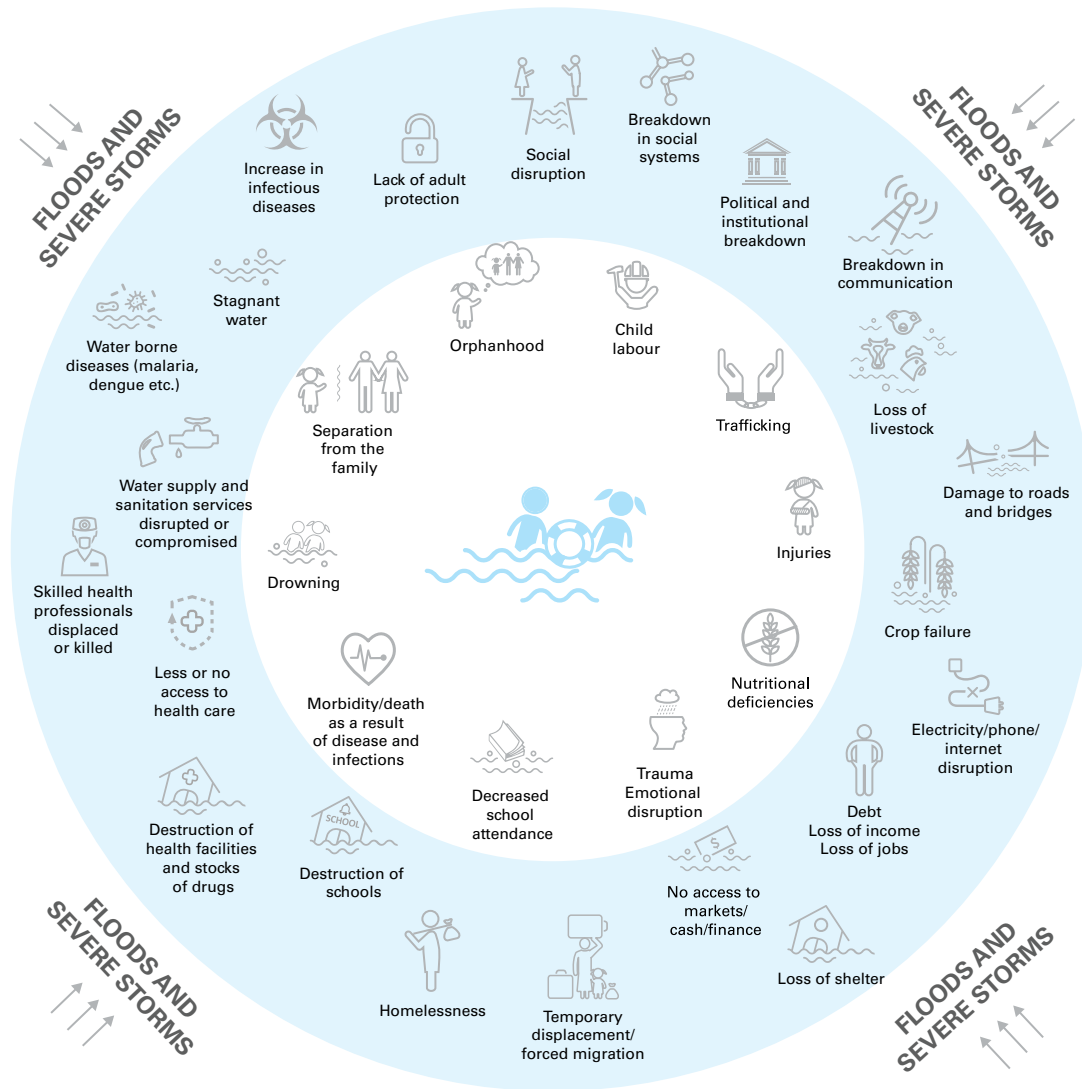 FLOODS AND
SEVERE STORMS
FLOODS AND
SEVERE STORMS
Increase in
infectious
diseases
Lack of adult
protection
Social
disruption
Breakdown
in social
systems
Political and
institutional
breakdown
Breakdown in
communication
Stagnant
water
Water borne
diseases (malaria,
dengue etc.)
Orphanhood
Child
labour
Trafficking
Loss of
livestock
Separation
from the
family
Water supply and
sanitation services
disrupted or
compromised
Damage to roads
and bridges
Drowning
Injuries
Skilled health
professionals
displaced
or killed
Crop failure
Less or no
access to
health care
Morbidity/death
as a result
of disease and
infections
Nutritional
deficiencies
Electricity/phone/
internet
disruption
Decreased
school
attendance
Trauma
Emotional
disruption
Debt
Loss of income
Loss of jobs
Destruction of
health facilities
and stocks
of drugs
SCHOOL
Destruction of
schools
$
No access to
markets/
cash/finance
Loss of shelter
Homelessness
Temporary
displacement/
forced migration
FLOODS AND
SEVERE STORMS
FLOODS AND
SEVERE STORMS